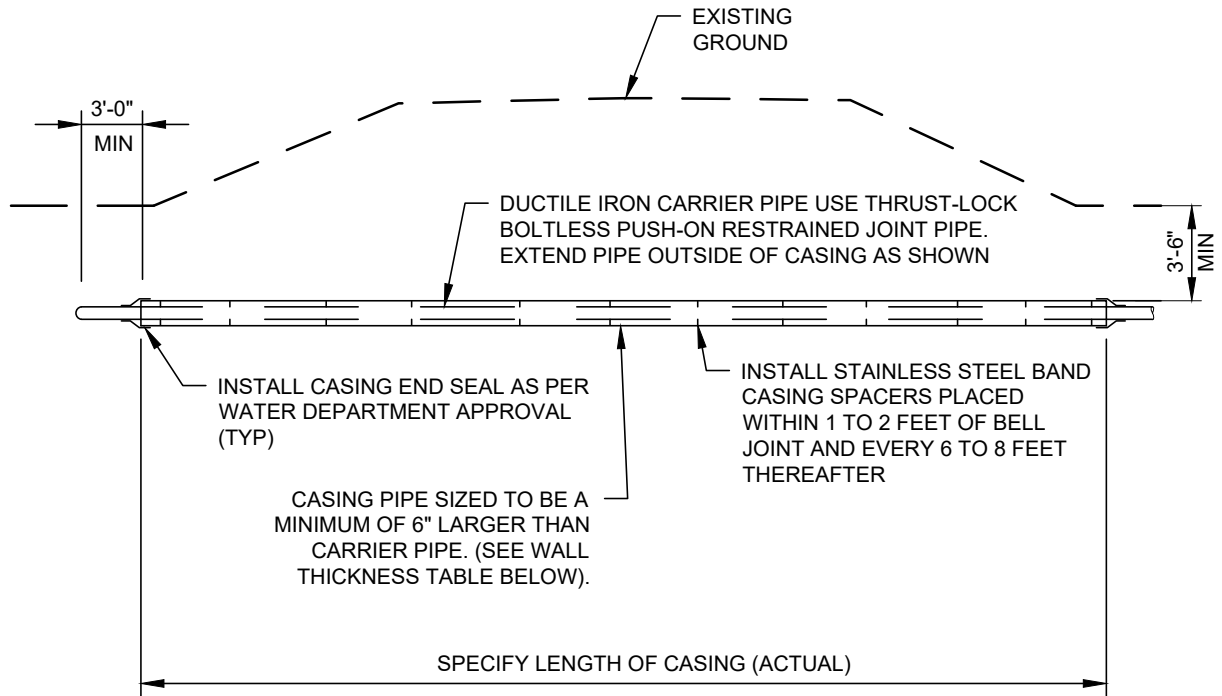 EXISTING
GROUND
3'-0"
MIN
DUCTILE IRON CARRIER PIPE USE THRUST-LOCK
BOLTLESS PUSH-ON RESTRAINED JOINT PIPE.
EXTEND PIPE OUTSIDE OF CASING AS SHOWN
3'-6"
MIN
INSTALL CASING END SEAL AS PER
WATER DEPARTMENT APPROVAL
(TYP)
INSTALL STAINLESS STEEL BAND
CASING SPACERS PLACED
WITHIN 1 TO 2 FEET OF BELL
JOINT AND EVERY 6 TO 8 FEET
THEREAFTER
CASING PIPE SIZED TO BE A
MINIMUM OF 6" LARGER THAN
CARRIER PIPE. (SEE WALL
THICKNESS TABLE BELOW).
SPECIFY LENGTH OF CASING (ACTUAL)